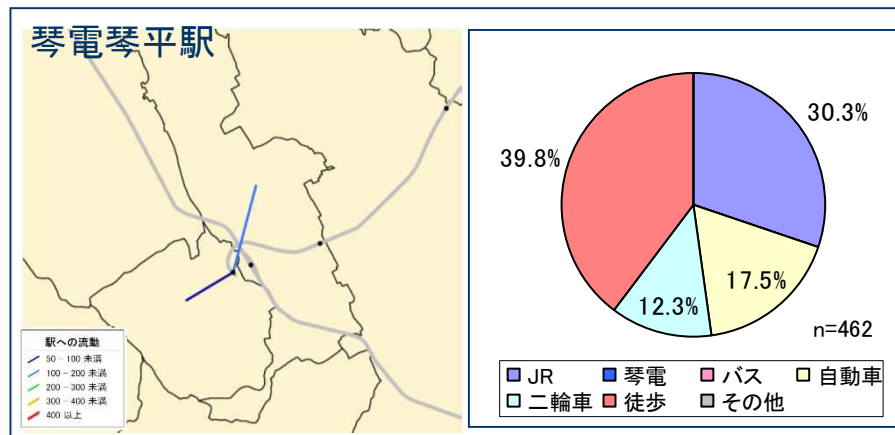 琴電琴平駅
駅への流動
50 - 100 未満
100 - 200 未満
200 - 300 未満
300 - 400 未満
400 以上
30.3%
39.8%
17.5%
12.3%
n=462
JR 琴電 バス 自動車
二輪車 徒歩 その他